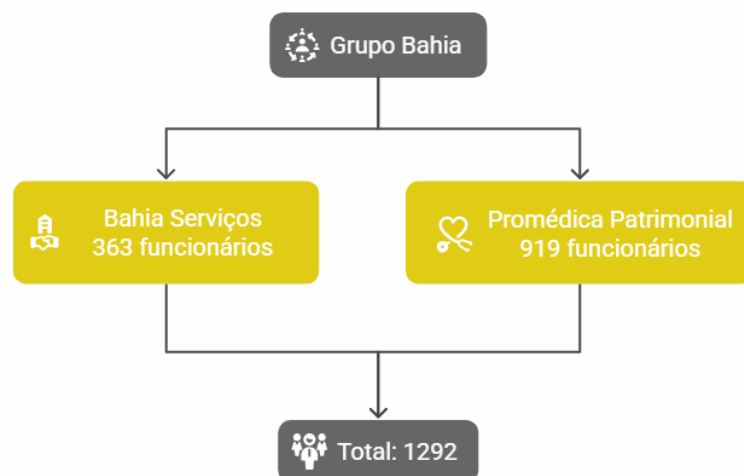 Grupo Bahia
Bahia Serviços
363 funcionários
Promédica Patrimonial
919 funcionários
Total: 1292